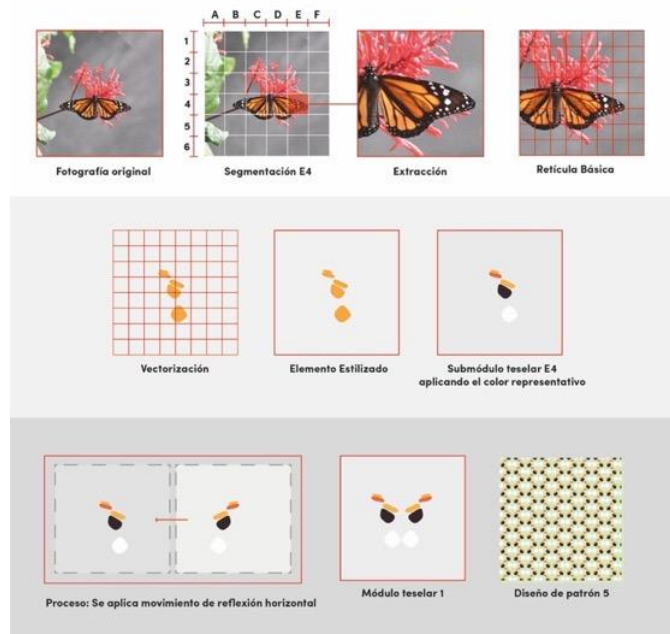 A B C D E F
1
2
3
4
5
6
Fotografía original
Segmentación E4
Extracción
Retícula Básica
Vectorización
Elemento Estilizado
Submódulo teselar E4
aplicando el color representativo
Proceso: Se aplica movimiento de reflexión horizontal
Módulo teselar 1
Diseño de patrón 5